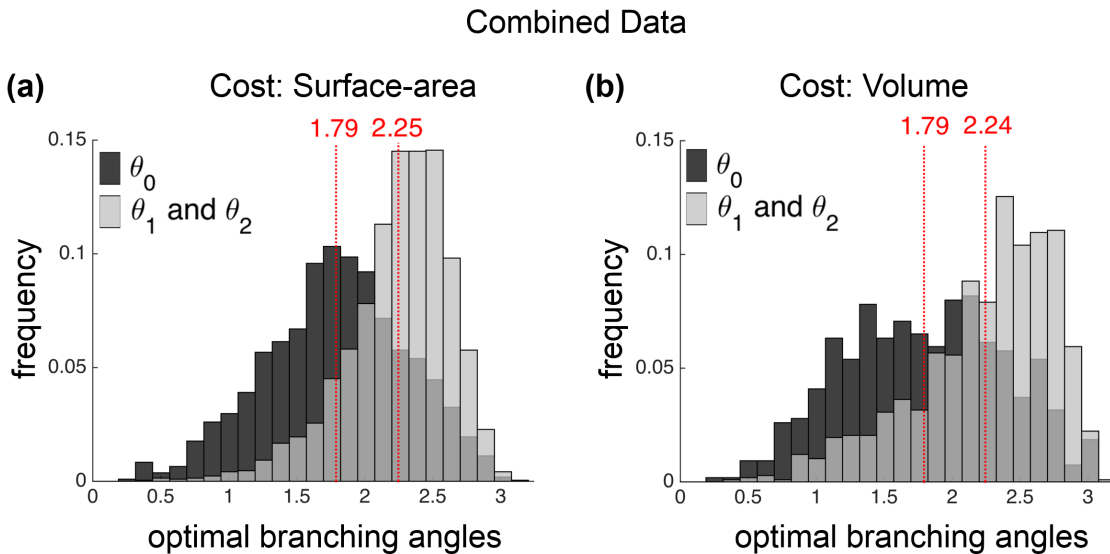 Combined Data
(a)
Cost: Surface-area
1.79 2.25
0.15
0.1
0.05
0
θ0
θ1 and θ2
frequency
0 0.5 1 1.5 2 2.5 3
optimal branching angles
(b)
Cost: Volume
1.79 2.24
0.15
0.1
0.05
0
θ0
θ1 and θ2
frequency
0 0.5 1 1.5 2 2.5 3
optimal branching angles